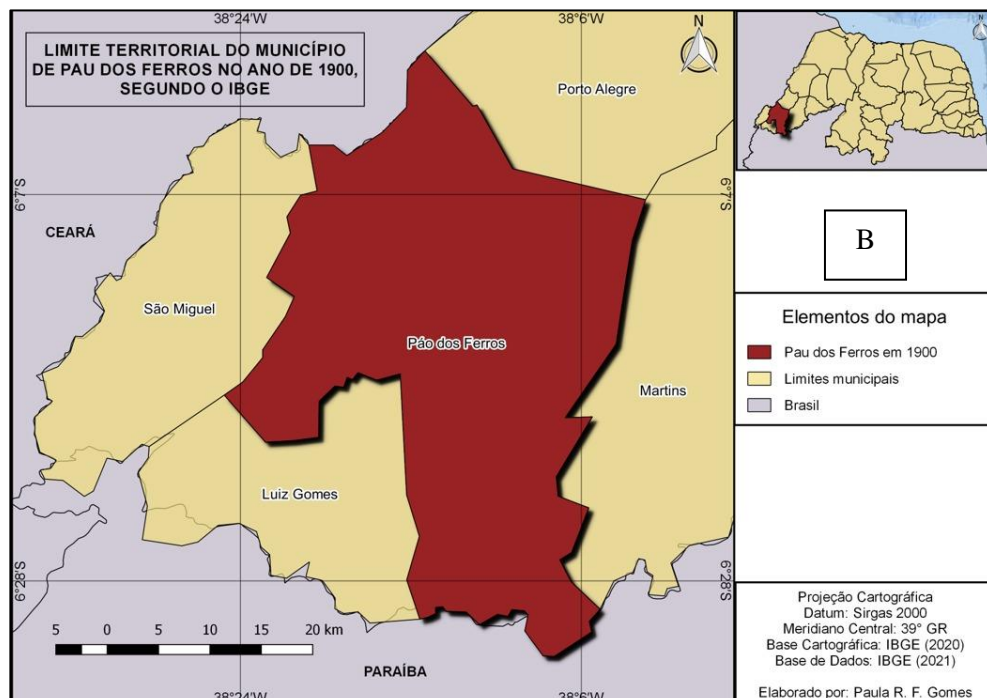 38°24'W
38°6'W
LIMITE TERRITORIAL DO MUNICÍPIO
DE PAU DOS FERROS NO ANO DE 1900,
SEGUNDO O IBGE
N
Porto Alegre
6°7'S
6°7'S
CEARÁ
São Miguel
Páo dos Ferros
Martins
Luiz Gomes
6°28'S
6°28'S
5 0 5 10 15 20 km
PARAÍBA
38°24'W
38°6'W
N
B
Elementos do mapa
Pau dos Ferros em 1900
Limites municipais
Brasil
Projeção Cartográfica
Datum: Sirgas 2000
Meridiano Central: 39° GR
Base Cartográfica: IBGE (2020)
Base de Dados: IBGE (2021)
Elaborado por: Paula R. F. Gomes